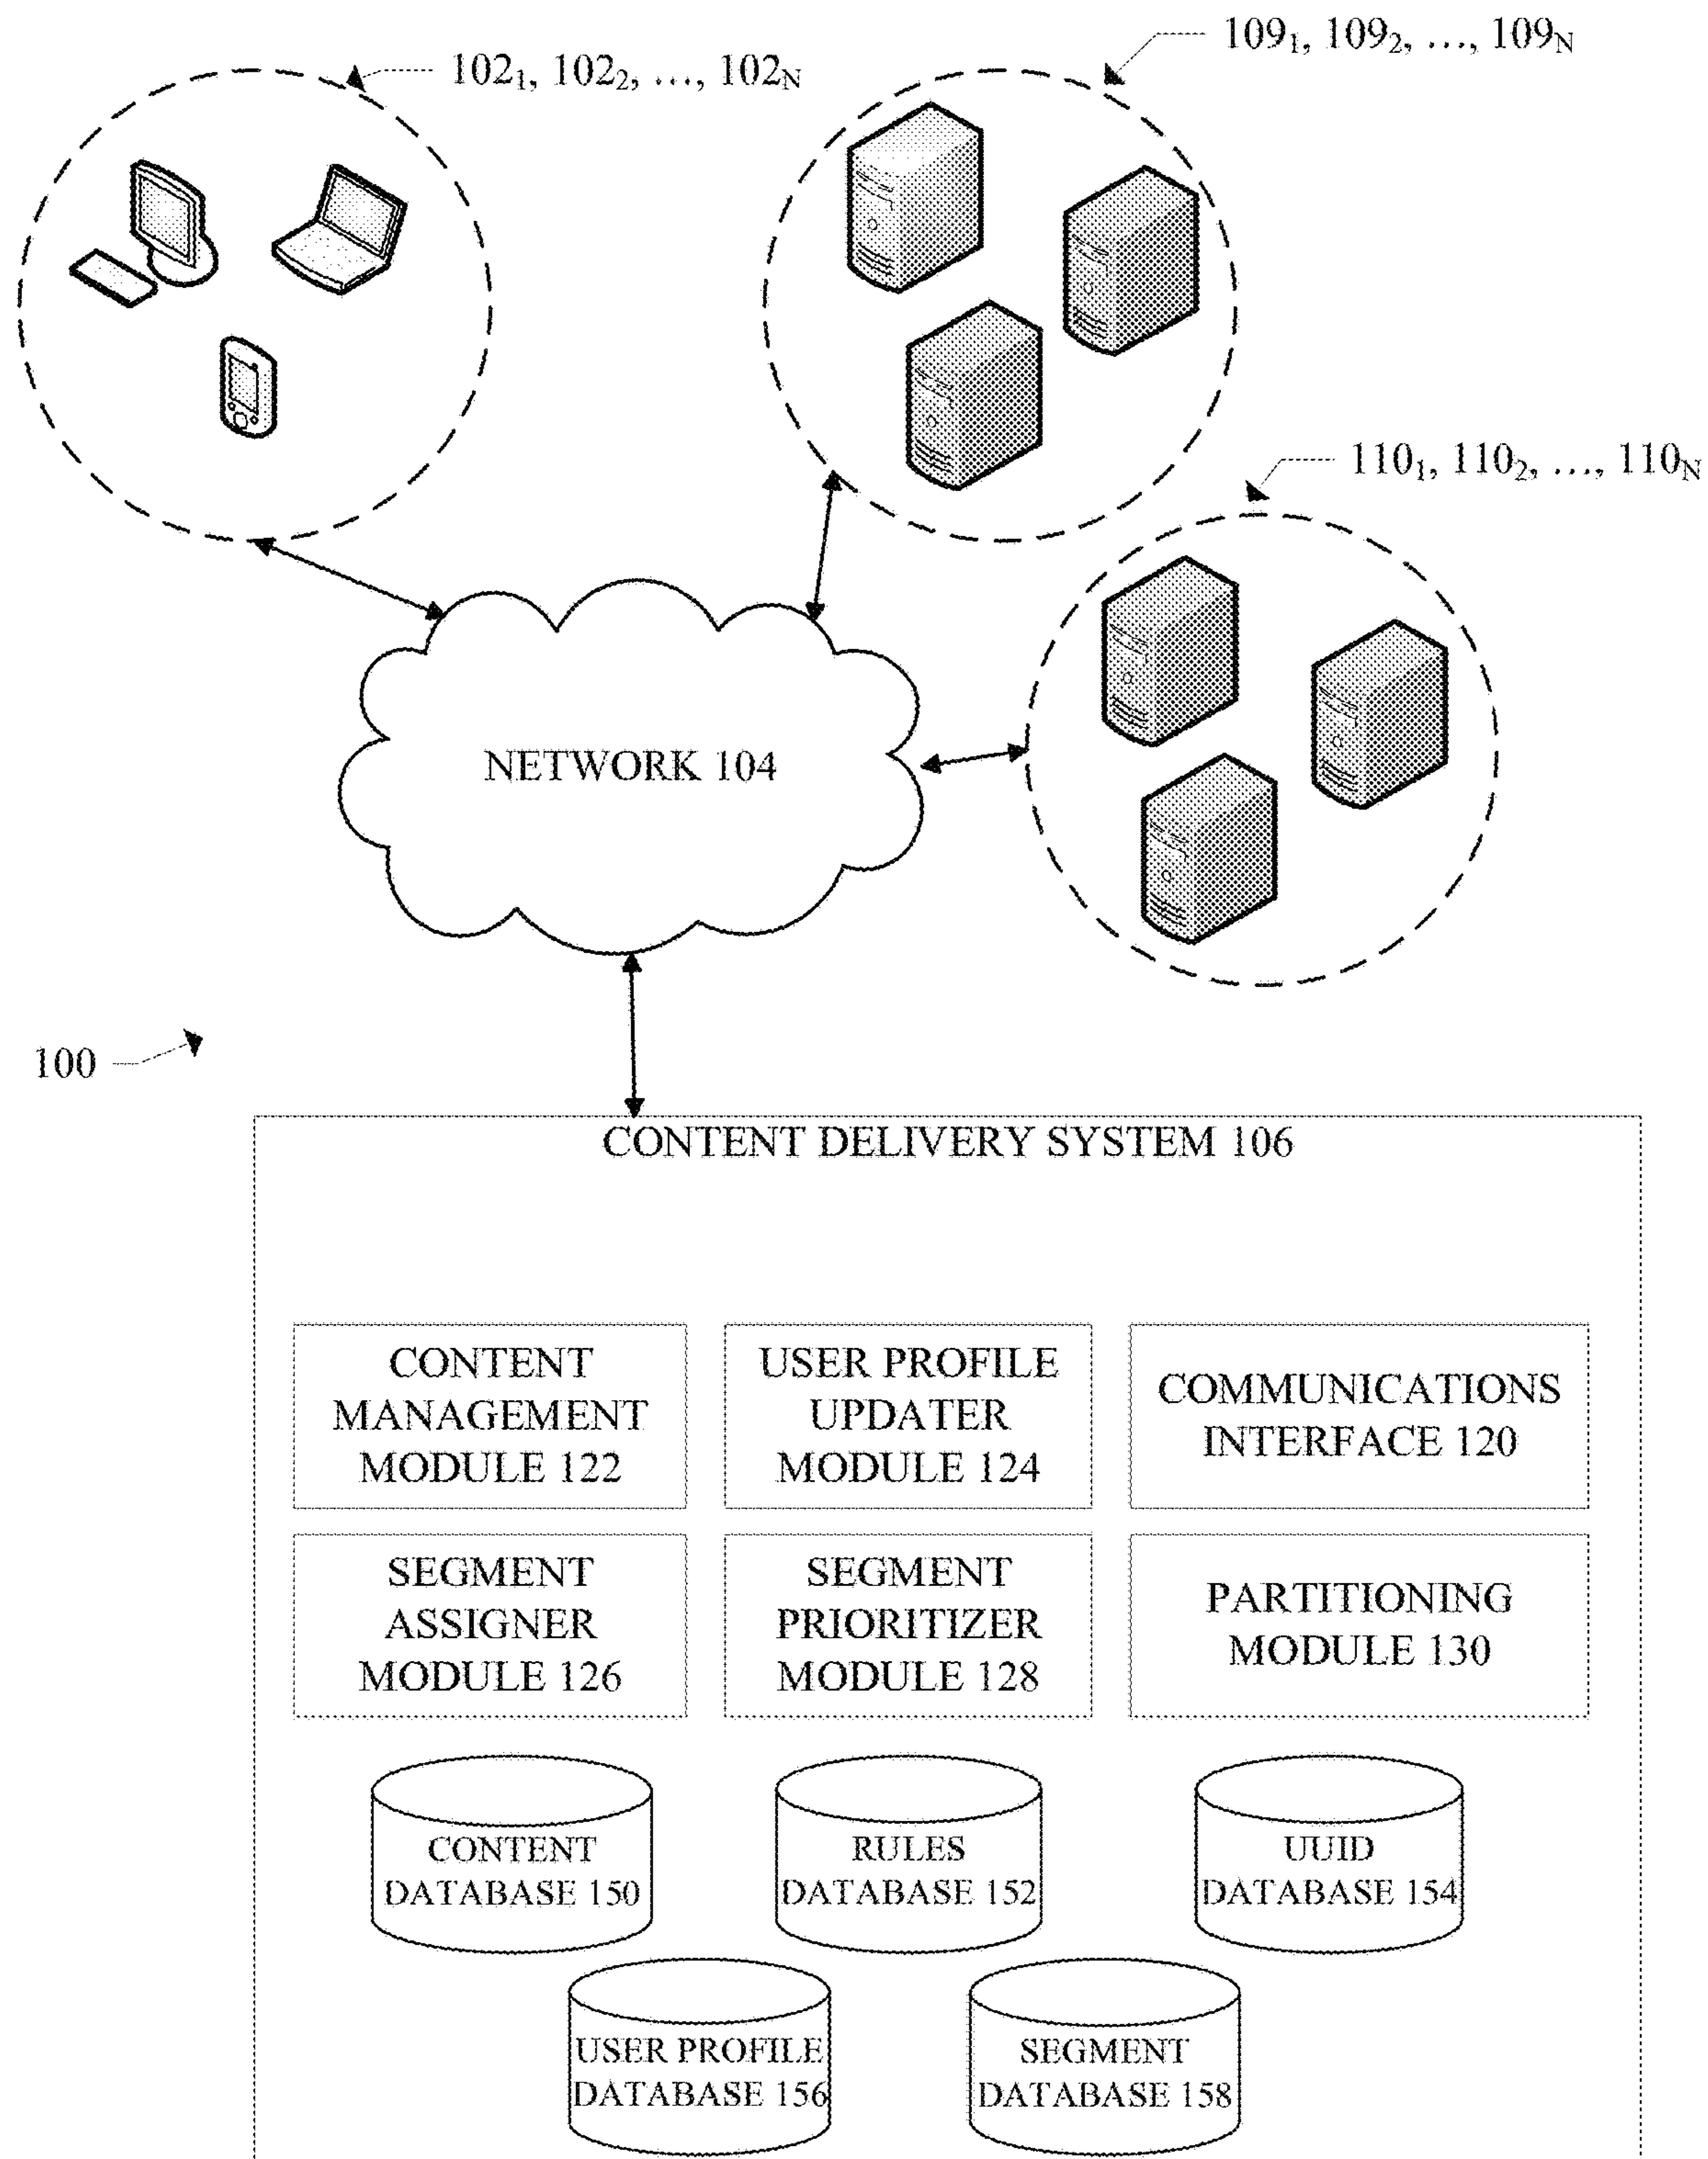 102₁, 102₂, ..., 102ₙ
109₁, 109₂, ..., 109ₙ
110₁, 110₂, ..., 110ₙ
NETWORK 104
100
CONTENT DELIVERY SYSTEM 106
CONTENT
MANAGEMENT
MODULE 122
USER PROFILE
UPDATER
MODULE 124
COMMUNICATIONS
INTERFACE 120
SEGMENT
ASSIGNER
MODULE 126
SEGMENT
PRIORITIZER
MODULE 128
PARTITIONING
MODULE 130
CONTENT
DATABASE 150
RULES
DATABASE 152
UUID
DATABASE 154
USER PROFILE
DATABASE 156
SEGMENT
DATABASE 158